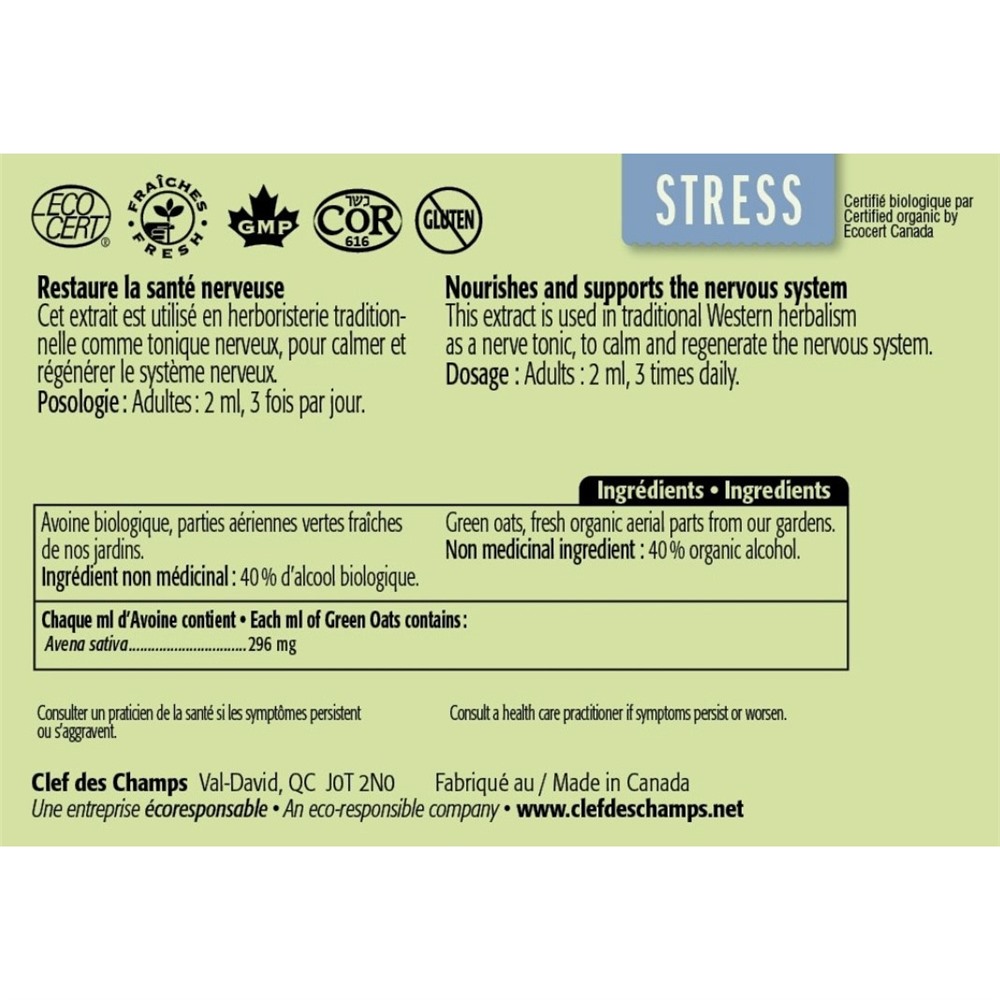 ECO
CERT
®
FRAÎCHES
FRESH
GMP
כשר
COR
616
GLUTEN
STRESS
Certifié biologique par
Certified organic by
Ecocert Canada
Restaure la santé nerveuse
Cet extrait est utilisé en herboristerie tradition-
nelle comme tonique nerveux, pour calmer et
régénérer le système nerveux.
Posologie : Adultes : 2 ml, 3 fois par jour.
Nourishes and supports the nervous system
This extract is used in traditional Western herbalism
as a nerve tonic, to calm and regenerate the nervous system.
Dosage : Adults : 2 ml, 3 times daily.
Ingrédients • Ingredients
Avoine biologique, parties aériennes vertes fraîches
de nos jardins.
Ingrédient non médicinal : 40 % d'alcool biologique.
Green oats, fresh organic aerial parts from our gardens.
Non medicinal ingredient : 40 % organic alcohol.
Chaque ml d'Avoine contient • Each ml of Green Oats contains :
Avena sativa...............................296 mg
Consulter un praticien de la santé si les symptômes persistent
ou s'aggravent.
Consult a health care practitioner if symptoms persist or worsen.
Clef des Champs Val-David, QC J0T 2N0 Fabriqué au / Made in Canada
Une entreprise écoresponsable • An eco-responsible company • www.clefdeschamps.net